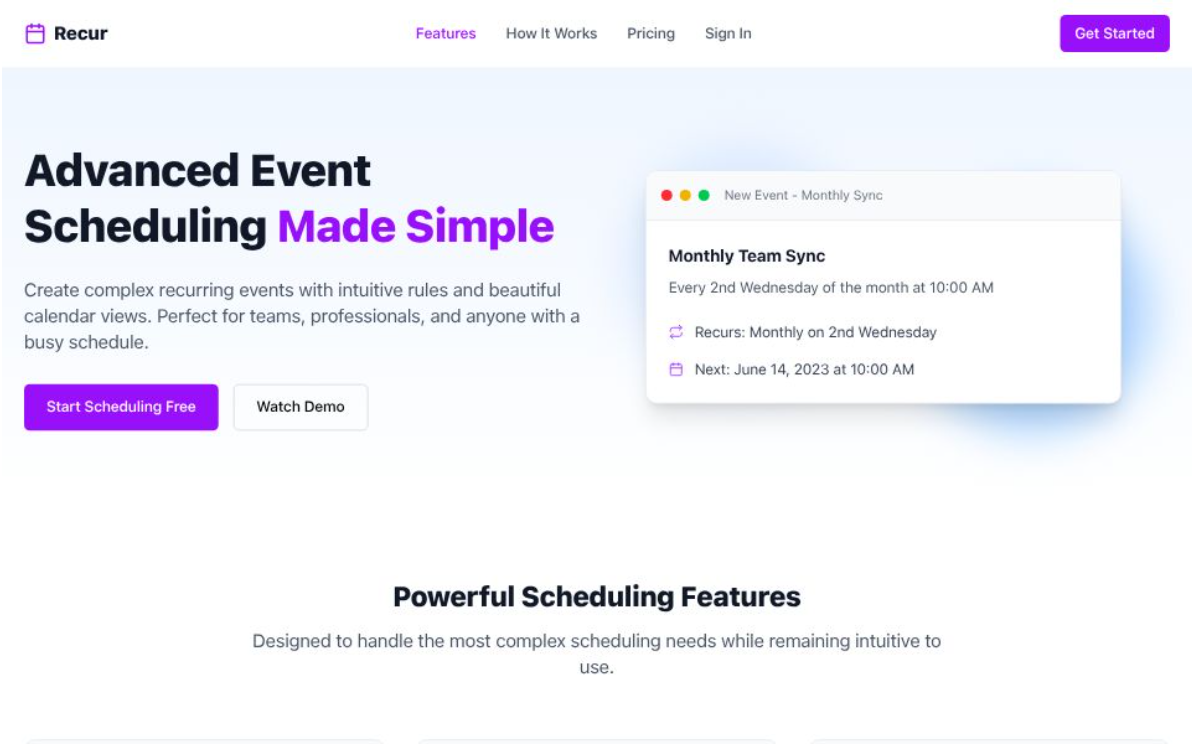 Recur
Features
How It Works
Pricing
Sign In
Get Started
Advanced Event
Scheduling Made Simple
Create complex recurring events with intuitive rules and beautiful
calendar views. Perfect for teams, professionals, and anyone with a
busy schedule.
Start Scheduling Free
Watch Demo
New Event - Monthly Sync
Monthly Team Sync
Every 2nd Wednesday of the month at 10:00 AM
Recurs: Monthly on 2nd Wednesday
Next: June 14, 2023 at 10:00 AM
Powerful Scheduling Features
Designed to handle the most complex scheduling needs while remaining intuitive to
use.